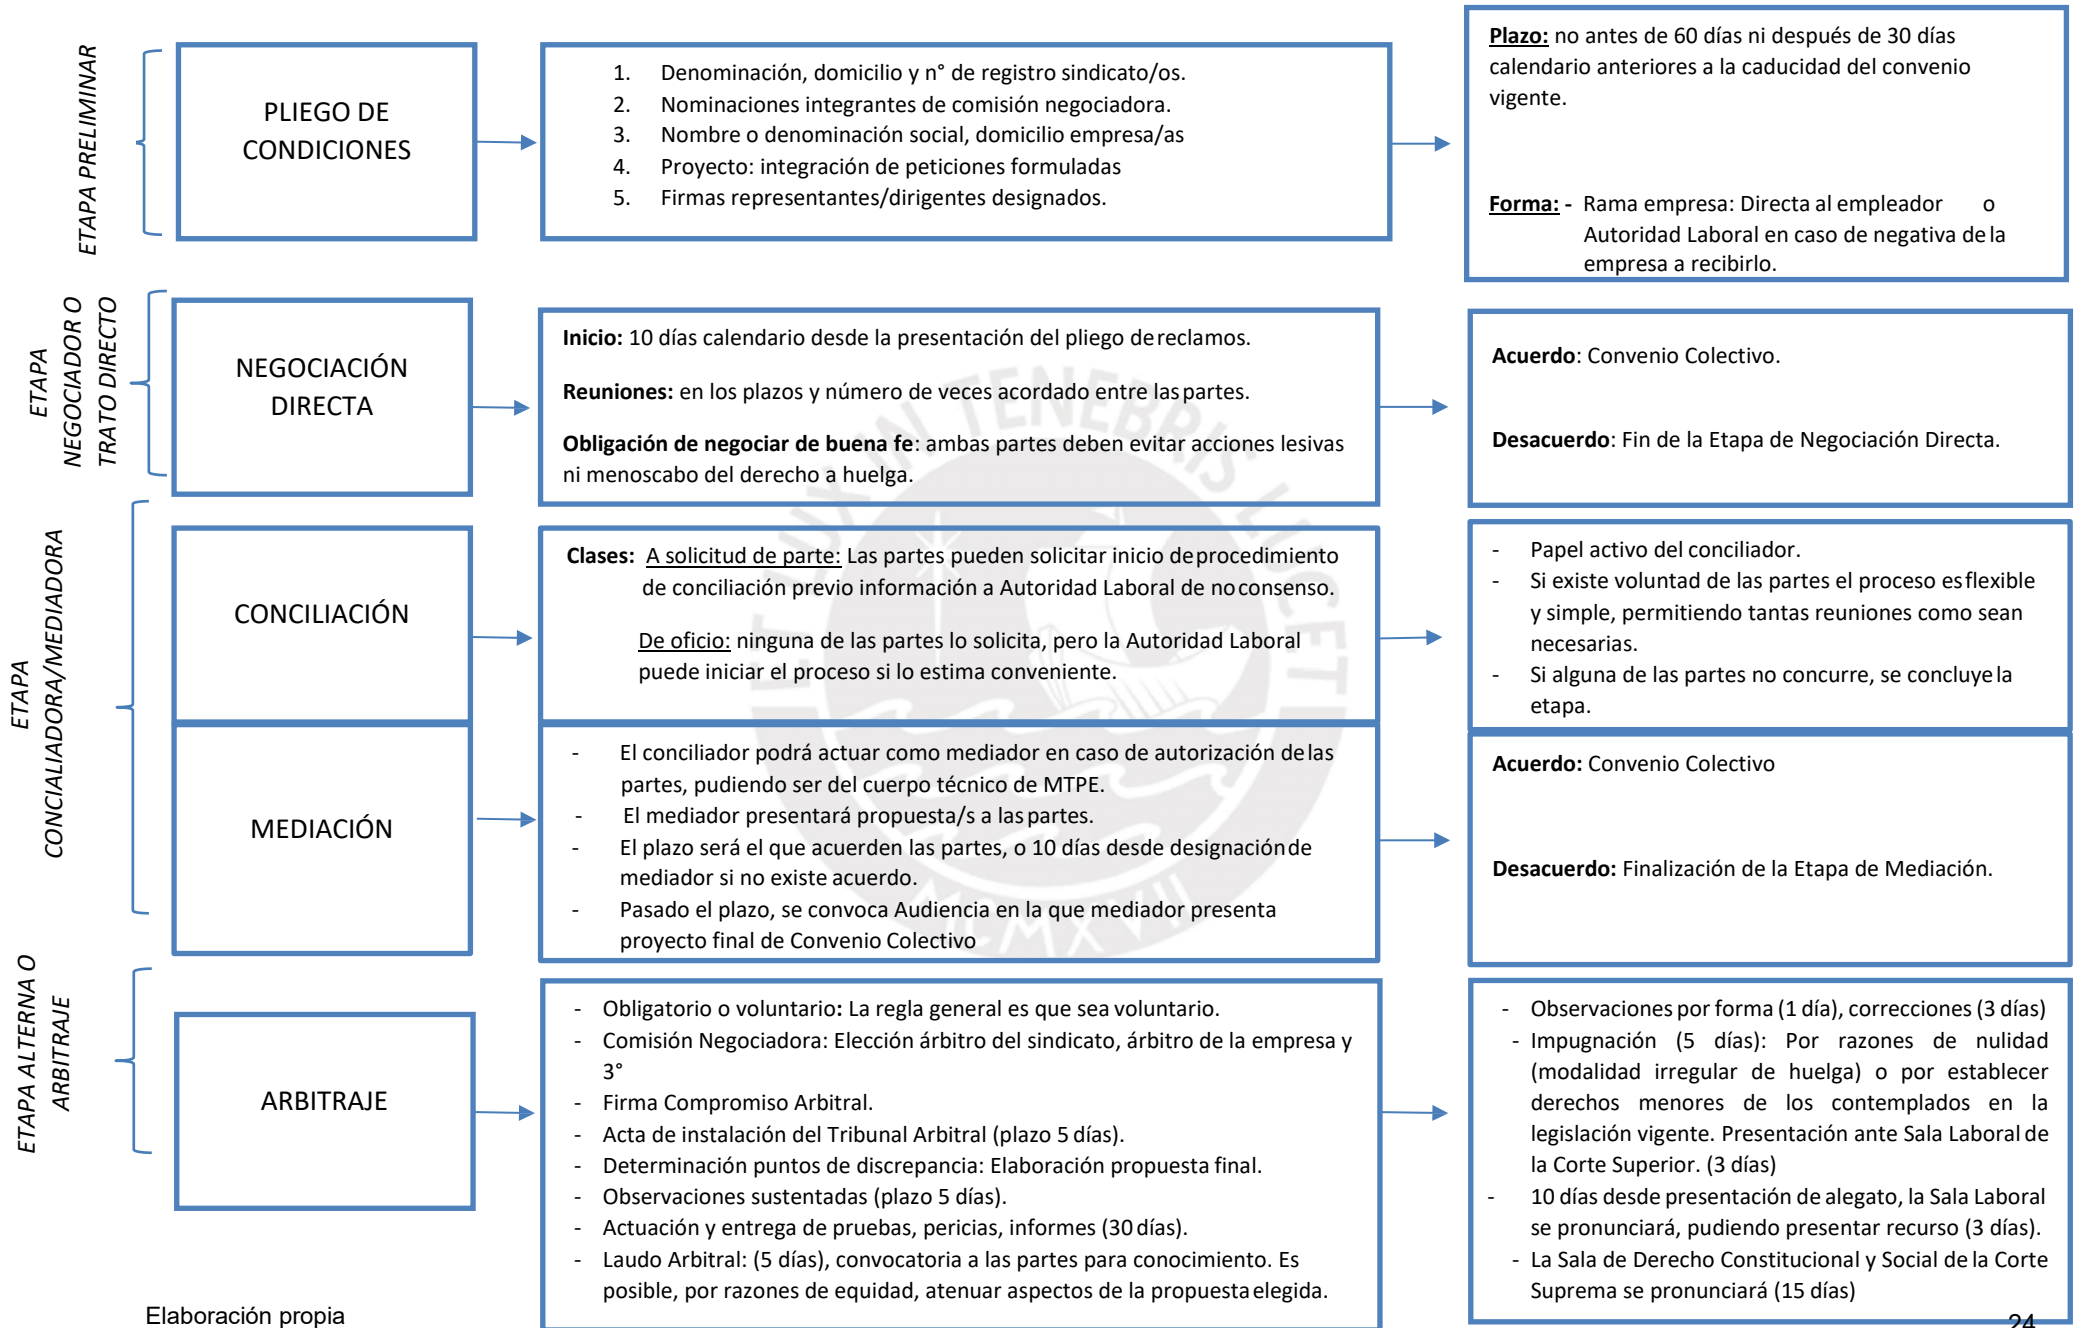 ETAPA PRELIMINAR
PLIEGO DE
CONDICIONES
1. Denominación, domicilio y n° de registro sindicato/os.
2. Nominaciones integrantes de comisión negociadora.
3. Nombre o denominación social, domicilio empresa/as
4. Proyecto: integración de peticiones formuladas
5. Firmas representantes/dirigentes designados.
Plazo: no antes de 60 días ni después de 30 días
calendario anteriores a la caducidad del convenio
vigente.
Forma: - Rama empresa: Directa al empleador o
Autoridad Laboral en caso de negativa de la
empresa a recibirlo.
ETAPA
NEGOCIADOR O
TRATO DIRECTO
NEGOCIACIÓN
DIRECTA
Inicio: 10 días calendario desde la presentación del pliego de reclamos.
Reuniones: en los plazos y número de veces acordado entre las partes.
Obligación de negociar de buena fe: ambas partes deben evitar acciones lesivas
ni menoscabo del derecho a huelga.
Acuerdo: Convenio Colectivo.
Desacuerdo: Fin de la Etapa de Negociación Directa.
ETAPA
CONCIALIADORA/MEDIADORA
CONCILIACIÓN
Clases: A solicitud de parte: Las partes pueden solicitar inicio de procedimiento
de conciliación previo información a Autoridad Laboral de no consenso.
De oficio: ninguna de las partes lo solicita, pero la Autoridad Laboral
puede iniciar el proceso si lo estima conveniente.
- Papel activo del conciliador.
- Si existe voluntad de las partes el proceso es flexible
y simple, permitiendo tantas reuniones como sean
necesarias.
- Si alguna de las partes no concurre, se concluye la
etapa.
MEDIACIÓN
- El conciliador podrá actuar como mediador en caso de autorización de las
partes, pudiendo ser del cuerpo técnico de MTPE.
- El mediador presentará propuesta/s a las partes.
- El plazo será el que acuerden las partes, o 10 días desde designación de
mediador si no existe acuerdo.
- Pasado el plazo, se convoca Audiencia en la que mediador presenta
proyecto final de Convenio Colectivo
Acuerdo: Convenio Colectivo
Desacuerdo: Finalización de la Etapa de Mediación.
ETAPA ALTERNA O
ARBITRAJE
ARBITRAJE
- Obligatorio o voluntario: La regla general es que sea voluntario.
- Comisión Negociadora: Elección árbitro del sindicato, árbitro de la empresa y
3°
- Firma Compromiso Arbitral.
- Acta de instalación del Tribunal Arbitral (plazo 5 días).
- Determinación puntos de discrepancia: Elaboración propuesta final.
- Observaciones sustentadas (plazo 5 días).
- Actuación y entrega de pruebas, pericias, informes (30 días).
- Laudo Arbitral: (5 días), convocatoria a las partes para conocimiento. Es
posible, por razones de equidad, atenuar aspectos de la propuesta elegida.
- Observaciones por forma (1 día), correcciones (3 días)
- Impugnación (5 días): Por razones de nulidad
(modalidad irregular de huelga) o por establecer
derechos menores de los contemplados en la
legislación vigente. Presentación ante Sala Laboral de
la Corte Superior. (3 días)
- 10 días desde presentación de alegato, la Sala Laboral
se pronunciará, pudiendo presentar recurso (3 días).
- La Sala de Derecho Constitucional y Social de la Corte
Suprema se pronunciará (15 días)
ET LUX IN TENEBRIS LUCET
MCMXVII
Elaboración propia
24